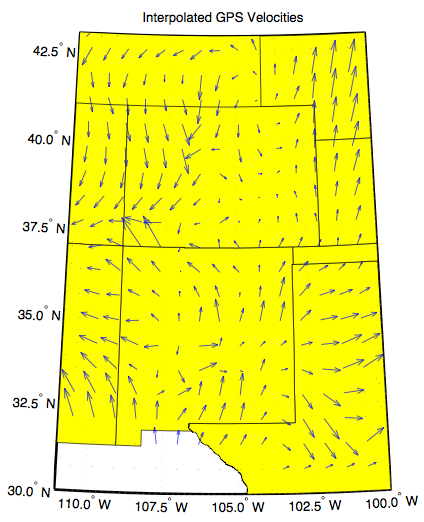 Interpolated GPS Velocities
42.5° N
40.0° N
37.5° N
35.0° N
32.5° N
30.0° N
110.0° W 107.5° W 105.0° W 102.5° W 100.0° W